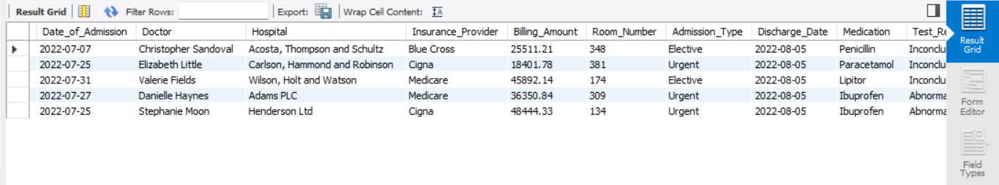 Result Grid Filter Rows: Export: Wrap Cell Content: IA
Date_of_Admission Doctor Hospital Insurance_Provider Billing_Amount Room_Number Admission_Type Discharge_Date Medication Test_Re
2022-07-07 Christopher Sandoval Acosta, Thompson and Schultz Blue Cross 25511.21 348 Elective 2022-08-05 Penicillin Inconclu
2022-07-25 Elizabeth Little Carlson, Hammond and Robinson Cigna 18401.78 381 Urgent 2022-08-05 Paracetamol Inconclu
2022-07-31 Valerie Fields Wilson, Holt and Watson Medicare 45892.14 174 Elective 2022-08-05 Lipitor Inconclu
2022-07-27 Danielle Haynes Adams PLC Medicare 36350.84 309 Urgent 2022-08-05 Ibuprofen Abnorma
2022-07-25 Stephanie Moon Henderson Ltd Cigna 48444.33 134 Urgent 2022-08-05 Ibuprofen Abnorma
Result
Grid
Form
Editor
Field
Types